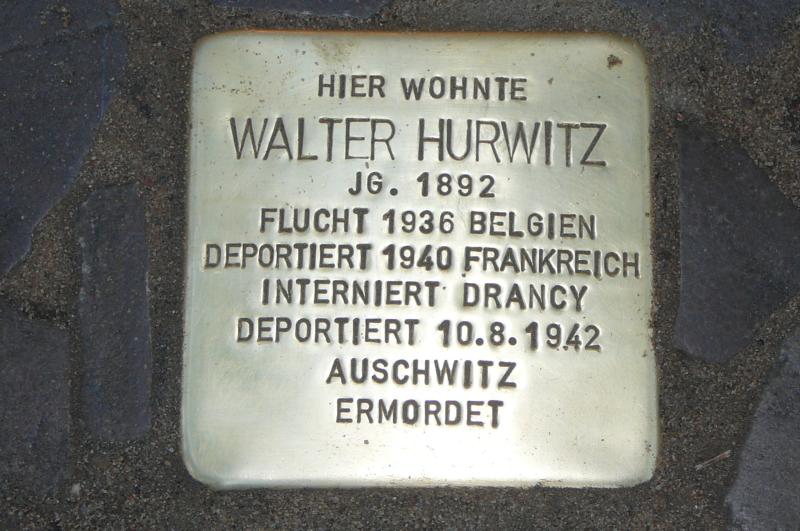 HIER WOHNTE
WALTER HURWITZ
JG. 1892
FLUCHT 1936 BELGIEN
DEPORTIERT 1940 FRANKREICH
INTERNIERT DRANCY
DEPORTIERT 10.8.1942
AUSCHWITZ
ERMORDET